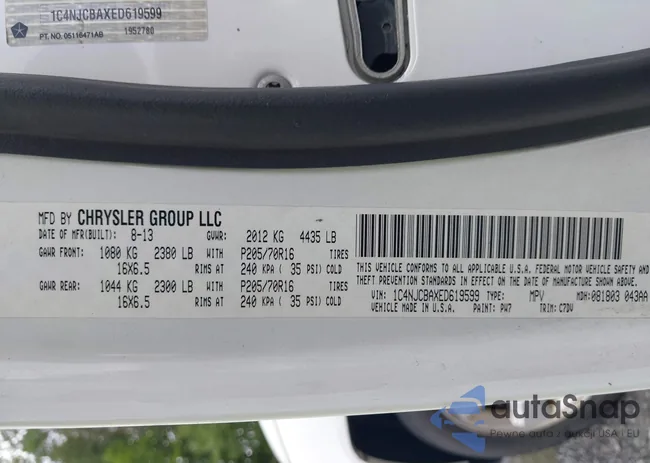 1C4NJCBAXED619599
PT. NO. 05116471AB 1952780
MFD BY CHRYSLER GROUP LLC
DATE OF MFR(BUILT): 8-13 GVWR: 2012 KG 4435 LB
GAWR FRONT: 1080 KG 2380 LB WITH P205/70R16 TIRES
16X6.5 RIMS AT 240 KPA ( 35 PSI) COLD
GAWR REAR: 1044 KG 2300 LB WITH P205/70R16 TIRES
16X6.5 RIMS AT 240 KPA ( 35 PSI) COLD
THIS VEHICLE CONFORMS TO ALL APPLICABLE U.S.A. FEDERAL MOTOR VEHICLE SAFETY AND
THEFT PREVENTION STANDARDS IN EFFECT ON THE DATE OF MANUFACTURE SHOWN ABOVE.
VIN: 1C4NJCBAXED619599 TYPE: MPV MDH: 081803 043AA
VEHICLE MADE IN U.S.A. PAINT: PW7 TRIM: C7DV
autoSnap
Pewne auto z aukcji USA i EU